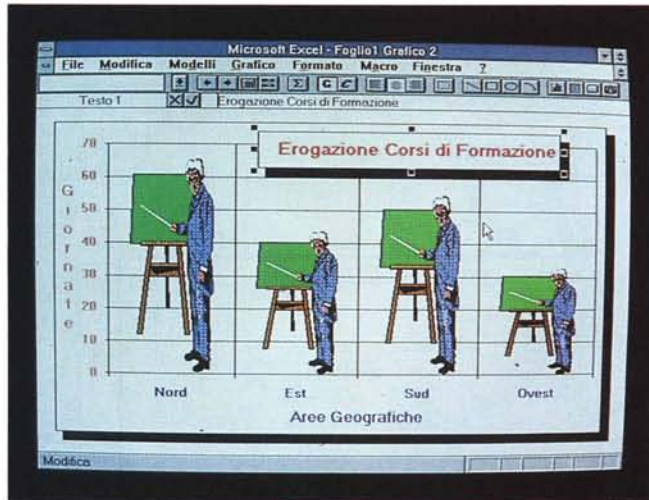 Microsoft Excel - Foglio1 Grafico 2
File Modifica Modelli Grafico Formato Macro Finestra ?
Σ G C
Testo 1 Erogazione Corsi di Formazione
Erogazione Corsi di Formazione
70
60
50
40
30
20
10
0
Giornate
Nord Est Sud Ovest
Aree Geografiche
Modifica